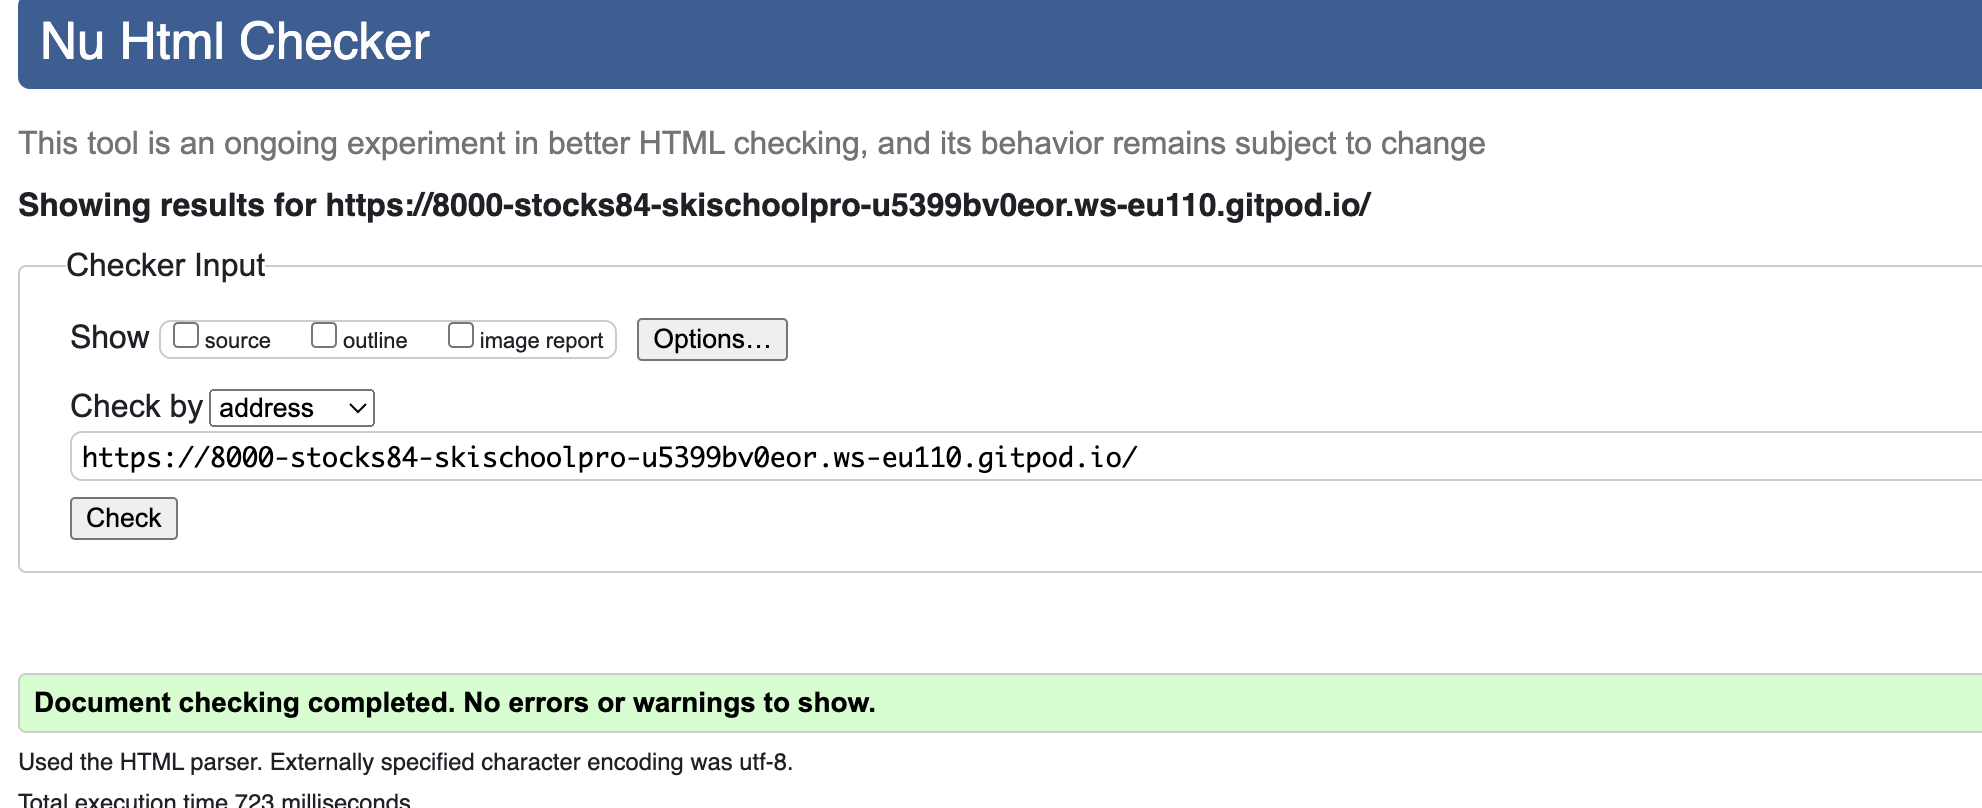 Nu Html Checker
This tool is an ongoing experiment in better HTML checking, and its behavior remains subject to change
Showing results for https://8000-stocks84-skischoolpro-u5399bv0eor.ws-eu110.gitpod.io/
Checker Input
Show source outline image report Options...
Check by address
https://8000-stocks84-skischoolpro-u5399bv0eor.ws-eu110.gitpod.io/
Check
Document checking completed. No errors or warnings to show.
Used the HTML parser. Externally specified character encoding was utf-8.
Total execution time 723 milliseconds.